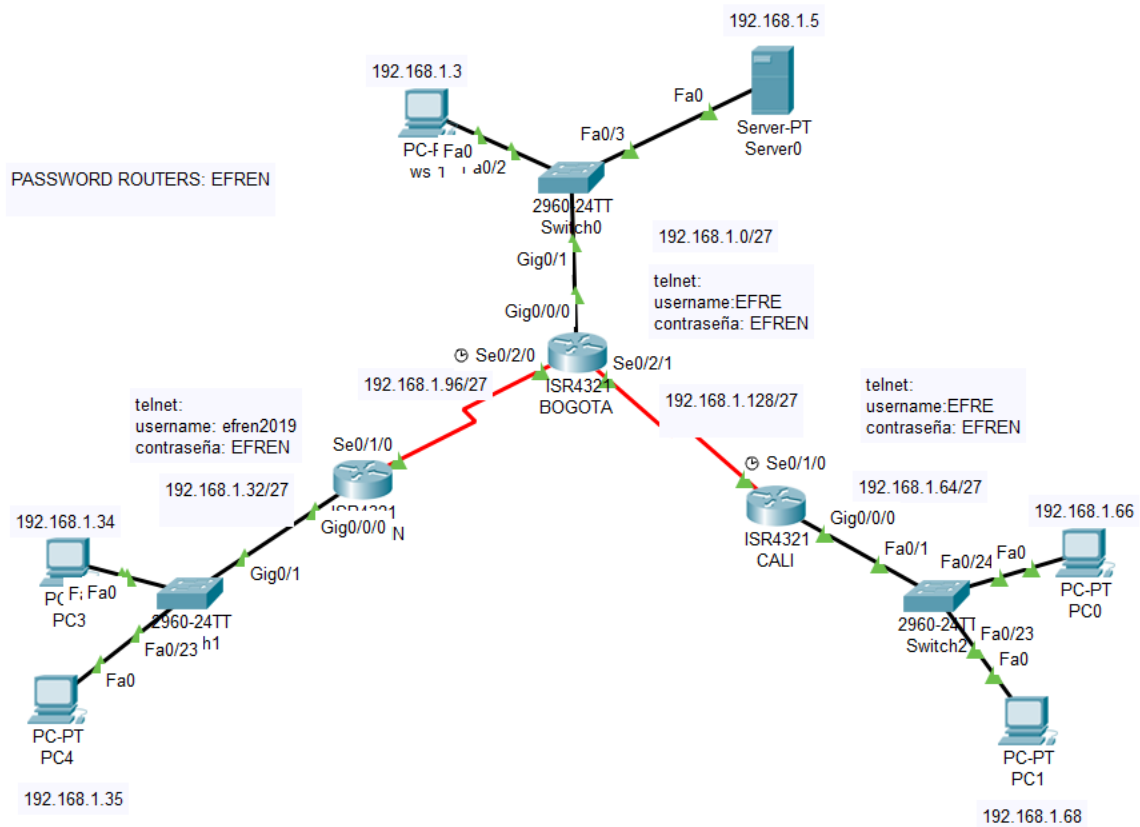 192.168.1.5
192.168.1.3
Fa0
Fa0/3
Server-PT
Server0
Fa0
2960-24TT
Switch0
PASSWORD ROUTERS: EFREN
192.168.1.0/27
Gig0/1
telnet:
username:EFRE
contraseña: EFREN
Gig0/0/0
Se0/2/0
Se0/2/1
ISR4321
BOGOTA
192.168.1.96/27
192.168.1.128/27
telnet:
username:EFRE
contraseña: EFREN
telnet:
username: efren2019
contraseña: EFREN
Se0/1/0
Se0/1/0
192.168.1.32/27
192.168.1.64/27
Gig0/0/0
Gig0/0/0
192.168.1.34
192.168.1.66
ISR4321
CALI
Fa0/1
Fa0/24
Fa0
Gig0/1
Fa0
PC3
2960-24TT
Fa0/23
PC-PT
PC0
2960-24TT
Switch2
Fa0/23
Fa0
Fa0
PC-PT
PC4
PC-PT
PC1
192.168.1.35
192.168.1.68